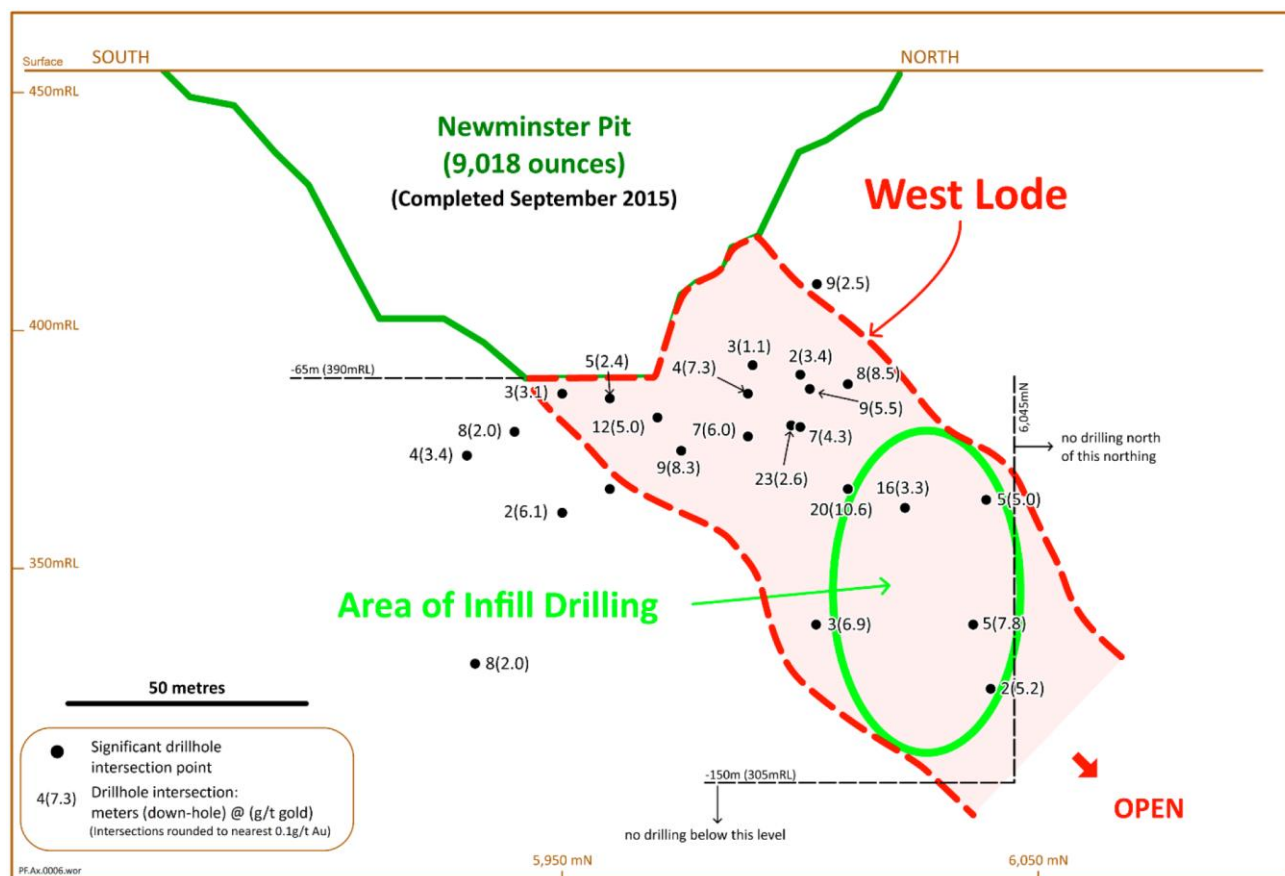 Surface
SOUTH
NORTH
450mRL
Newminster Pit
(9,018 ounces)
(Completed September 2015)
West Lode
9(2.5)
400mRL
3(1.1)
2(3.4)
5(2.4)
4(7.3)
8(8.5)
-65m (390mRL)
3(3.1)
9(5.5)
6,045mN
12(5.0)
7(6.0)
7(4.3)
8(2.0)
no drilling north
of this northing
4(3.4)
9(8.3)
23(2.6)
16(3.3)
5(5.0)
20(10.6)
2(6.1)
350mRL
Area of Infill Drilling
3(6.9)
5(7.8)
8(2.0)
2(5.2)
50 metres
Significant drillhole
intersection point
4(7.3)
Drillhole intersection:
meters (down-hole) @ (g/t gold)
(Intersections rounded to nearest 0.1g/t Au)
-150m (305mRL)
no drilling below this level
OPEN
5,950 mN
6,050 mN
PF.Ax.0006.wor